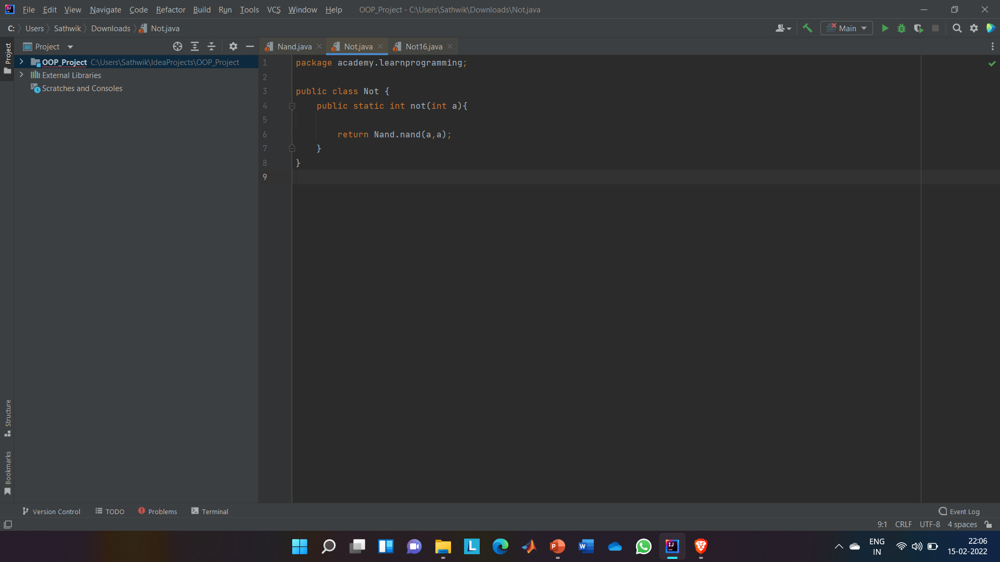 File Edit View Navigate Code Refactor Build Run Tools VCS Window Help OOP_Project - C:\Users\Sathwik\Downloads\Not.java
C: Users Sathwik Downloads Not.java Main
Project
Project
Nand.java Not.java Not16.java
OOP_Project C:\Users\Sathwik\IdeaProjects\OOP_Project
External Libraries
Scratches and Consoles
1 package academy.learnprogramming;
2
3 public class Not {
4 public static int not(int a){
5
6 return Nand.nand(a,a);
7 }
8 }
9
Structure
Bookmarks
Version Control TODO Problems Terminal Event Log
9:1 CRLF UTF-8 4 spaces
ENG
IN
22:06
15-02-2022